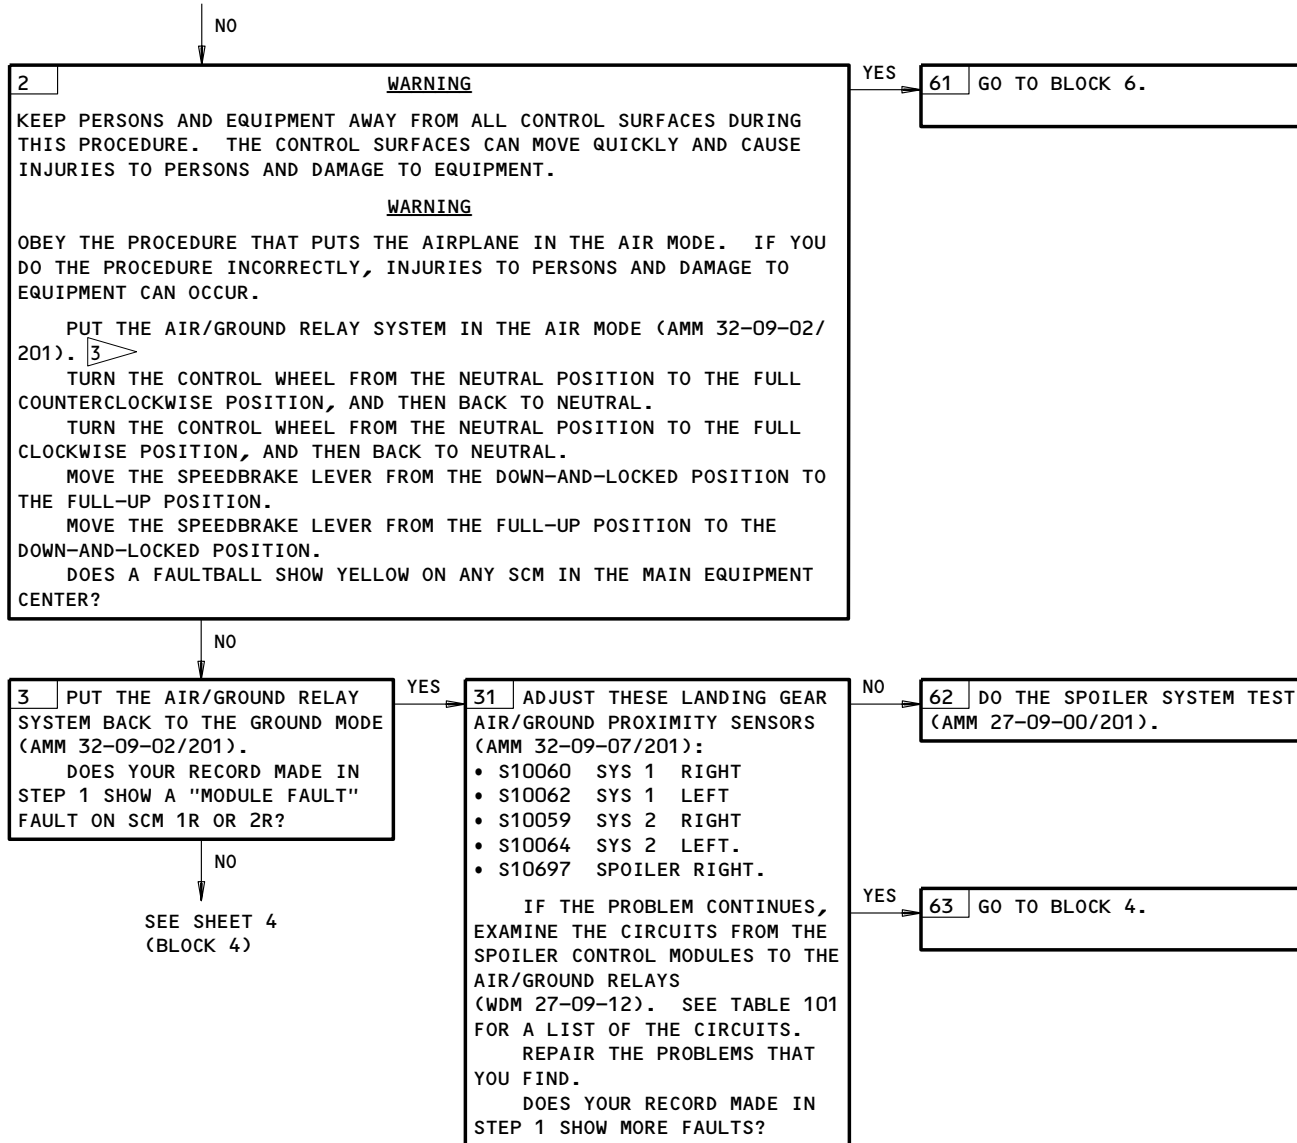 NO
2
WARNING
KEEP PERSONS AND EQUIPMENT AWAY FROM ALL CONTROL SURFACES DURING
THIS PROCEDURE.  THE CONTROL SURFACES CAN MOVE QUICKLY AND CAUSE
INJURIES TO PERSONS AND DAMAGE TO EQUIPMENT.
WARNING
OBEY THE PROCEDURE THAT PUTS THE AIRPLANE IN THE AIR MODE.  IF YOU
DO THE PROCEDURE INCORRECTLY, INJURIES TO PERSONS AND DAMAGE TO
EQUIPMENT CAN OCCUR.
PUT THE AIR/GROUND RELAY SYSTEM IN THE AIR MODE (AMM 32-09-02/
201). 3
TURN THE CONTROL WHEEL FROM THE NEUTRAL POSITION TO THE FULL
COUNTERCLOCKWISE POSITION, AND THEN BACK TO NEUTRAL.
TURN THE CONTROL WHEEL FROM THE NEUTRAL POSITION TO THE FULL
CLOCKWISE POSITION, AND THEN BACK TO NEUTRAL.
MOVE THE SPEEDBRAKE LEVER FROM THE DOWN-AND-LOCKED POSITION TO
THE FULL-UP POSITION.
MOVE THE SPEEDBRAKE LEVER FROM THE FULL-UP POSITION TO THE
DOWN-AND-LOCKED POSITION.
DOES A FAULTBALL SHOW YELLOW ON ANY SCM IN THE MAIN EQUIPMENT
CENTER?
YES
61 GO TO BLOCK 6.
NO
3 PUT THE AIR/GROUND RELAY
SYSTEM BACK TO THE GROUND MODE
(AMM 32-09-02/201).
DOES YOUR RECORD MADE IN
STEP 1 SHOW A "MODULE FAULT"
FAULT ON SCM 1R OR 2R?
NO
SEE SHEET 4
(BLOCK 4)
YES
31 ADJUST THESE LANDING GEAR
AIR/GROUND PROXIMITY SENSORS
(AMM 32-09-07/201):
• S10060 SYS 1 RIGHT
• S10062 SYS 1 LEFT
• S10059 SYS 2 RIGHT
• S10064 SYS 2 LEFT.
• S10697 SPOILER RIGHT.
IF THE PROBLEM CONTINUES,
EXAMINE THE CIRCUITS FROM THE
SPOILER CONTROL MODULES TO THE
AIR/GROUND RELAYS
(WDM 27-09-12).  SEE TABLE 101
FOR A LIST OF THE CIRCUITS.
REPAIR THE PROBLEMS THAT
YOU FIND.
DOES YOUR RECORD MADE IN
STEP 1 SHOW MORE FAULTS?
NO
62 DO THE SPOILER SYSTEM TEST
(AMM 27-09-00/201).
YES
63 GO TO BLOCK 4.